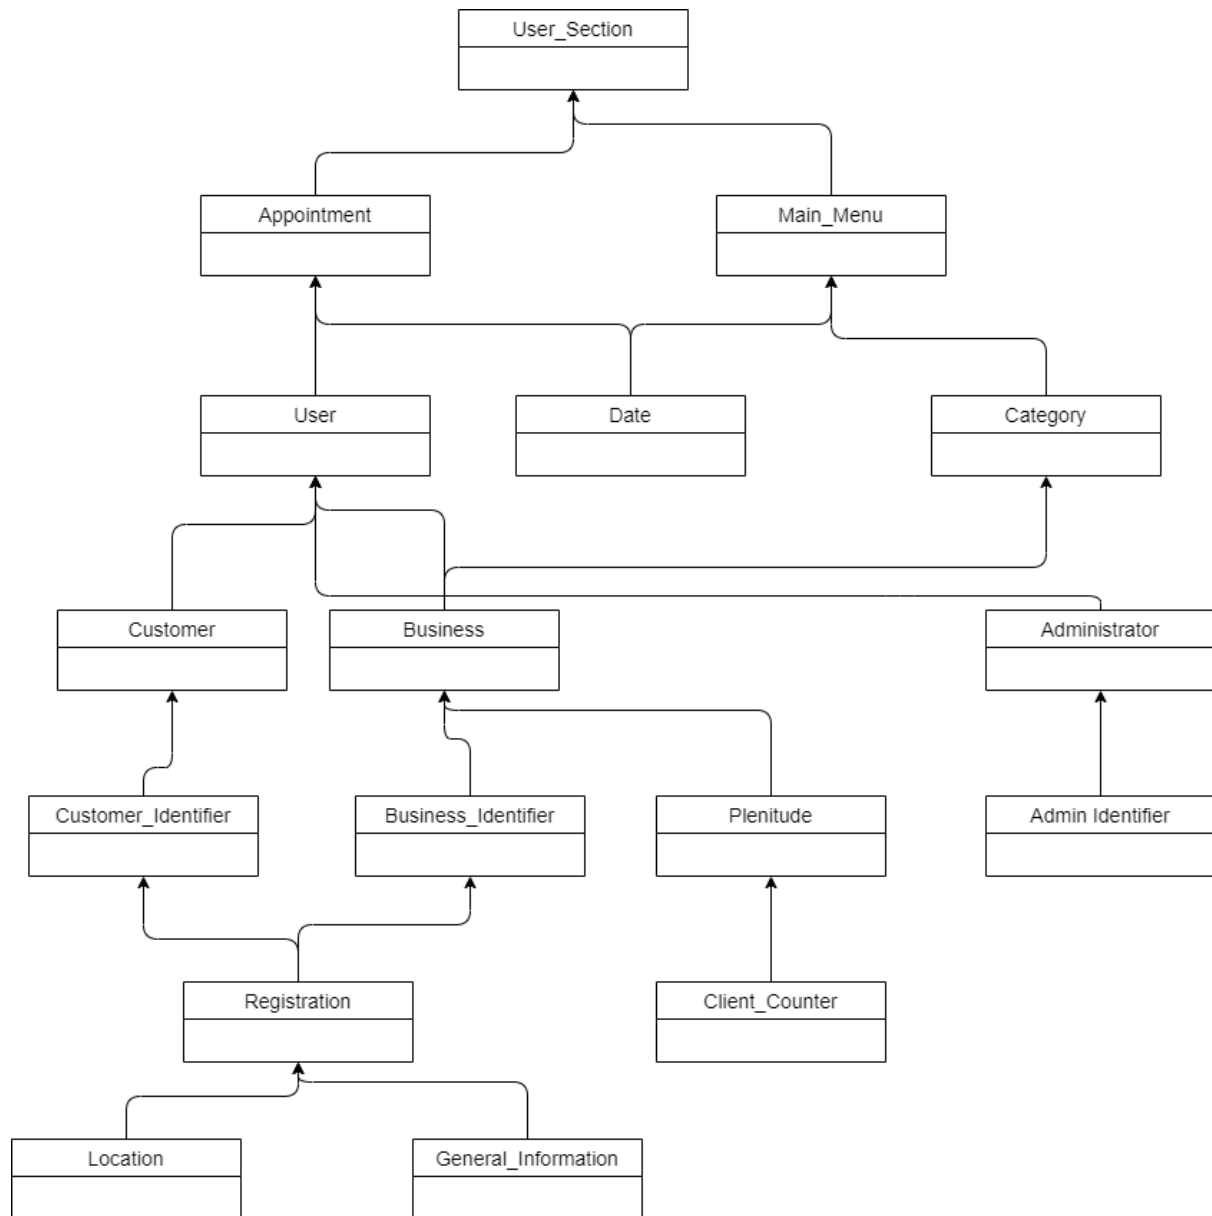 User_Section
Appointment
Main_Menu
User
Date
Category
Customer
Business
Administrator
Customer_Identifier
Business_Identifier
Plenitude
Admin Identifier
Registration
Client_Counter
Location
General_Information